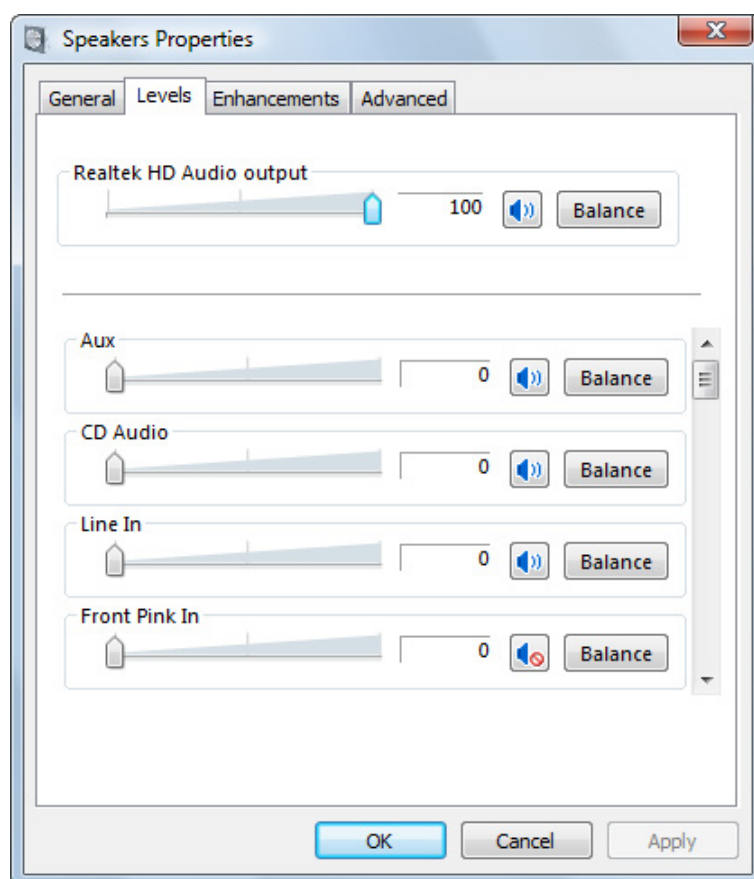 Speakers Properties
General Levels Enhancements Advanced
Realtek HD Audio output
100 Balance
Aux
0 Balance
CD Audio
0 Balance
Line In
0 Balance
Front Pink In
0 Balance
OK Cancel Apply